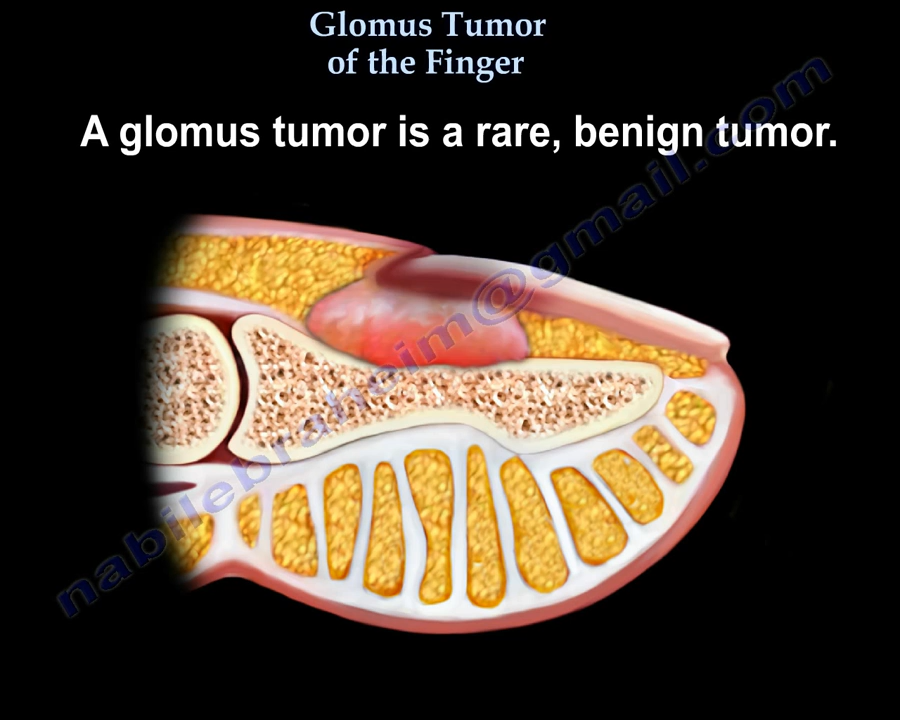 Glomus Tumor
of the Finger
A glomus tumor is a rare, benign tumor.
nabilebraheim@gmail.com